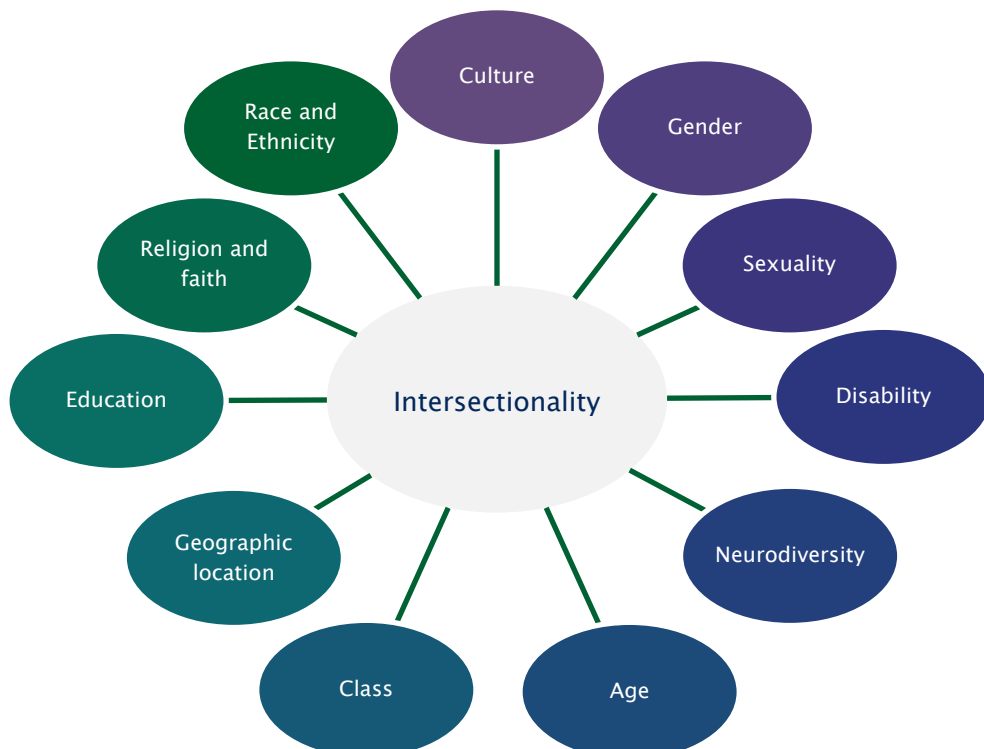 Culture
Race and
Ethnicity
Gender
Religion and
faith
Sexuality
Education
Intersectionality
Disability
Geographic
location
Neurodiversity
Class
Age